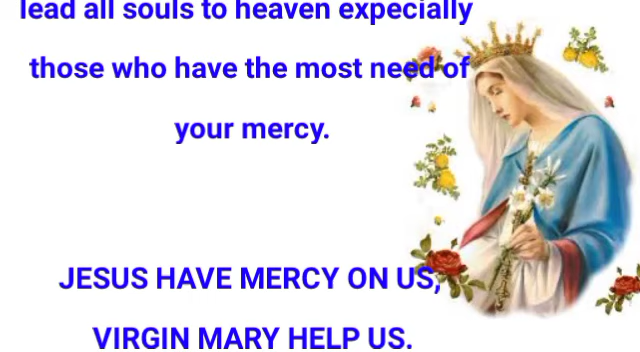 lead all souls to heaven expecially
those who have the most need of
your mercy.
JESUS HAVE MERCY ON US,
VIRGIN MARY HELP US.